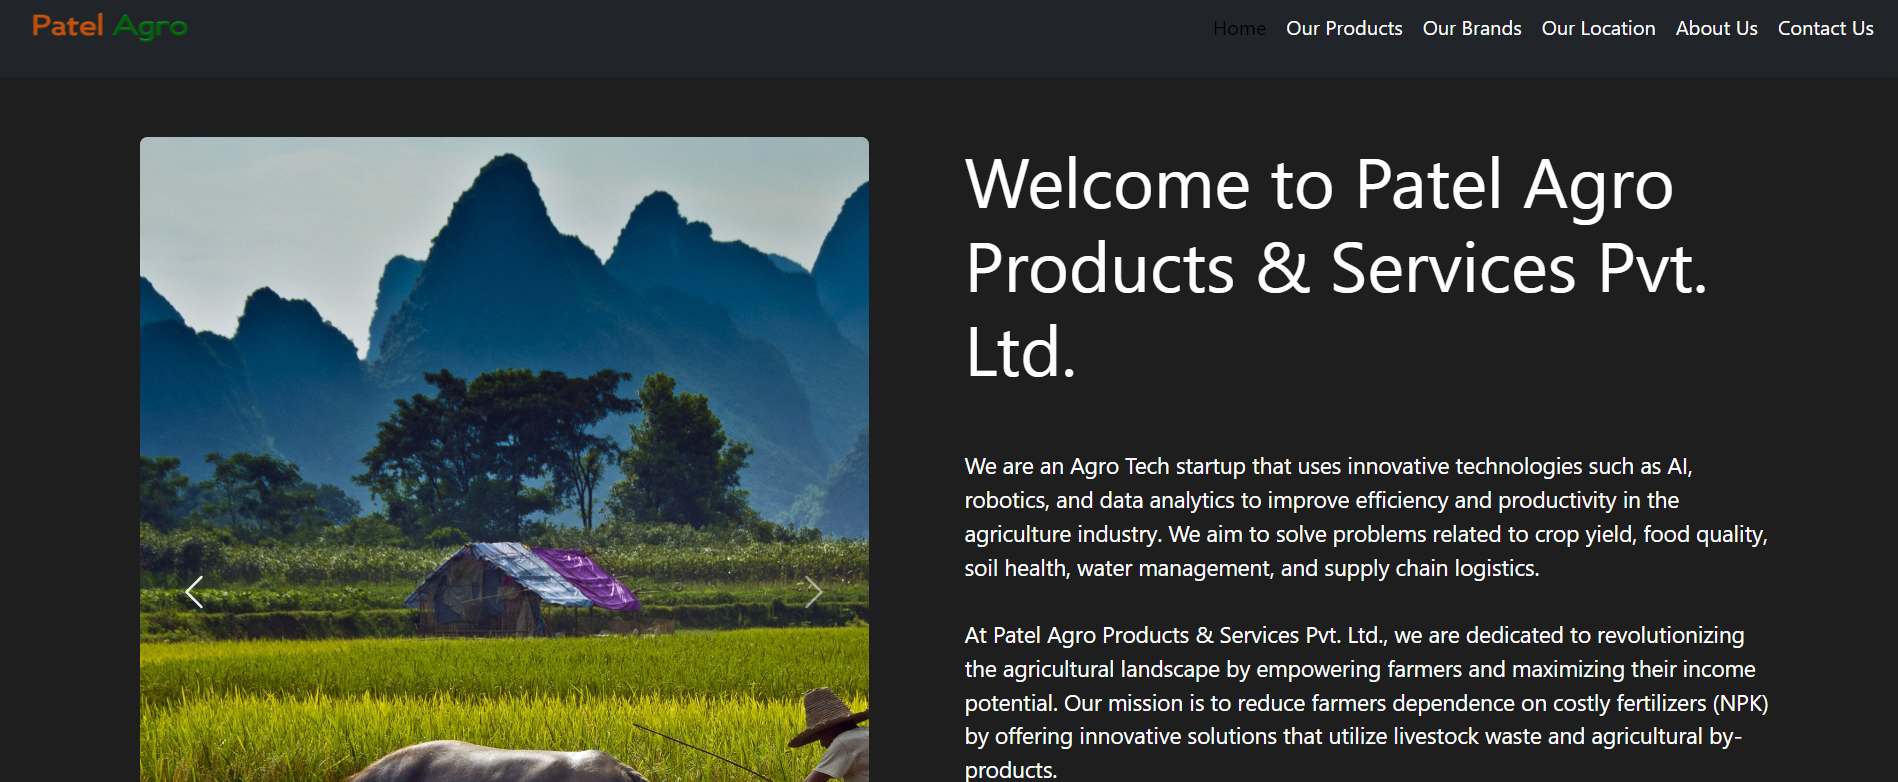 Patel Agro
Home Our Products Our Brands Our Location About Us Contact Us
Welcome to Patel Agro
Products & Services Pvt.
Ltd.
We are an Agro Tech startup that uses innovative technologies such as AI,
robotics, and data analytics to improve efficiency and productivity in the
agriculture industry. We aim to solve problems related to crop yield, food quality,
soil health, water management, and supply chain logistics.
At Patel Agro Products & Services Pvt. Ltd., we are dedicated to revolutionizing
the agricultural landscape by empowering farmers and maximizing their income
potential. Our mission is to reduce farmers dependence on costly fertilizers (NPK)
by offering innovative solutions that utilize livestock waste and agricultural by-
products.